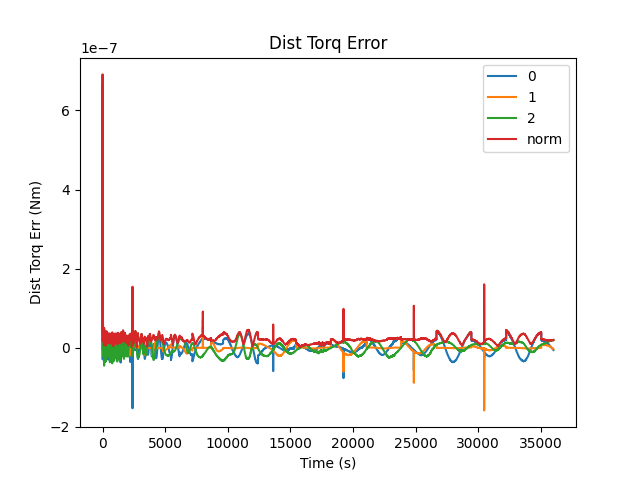 Dist Torq Error
1e−7
0
1
2
norm
6
4
2
0
−2
Dist Torq Err (Nm)
0 5000 10000 15000 20000 25000 30000 35000
Time (s)